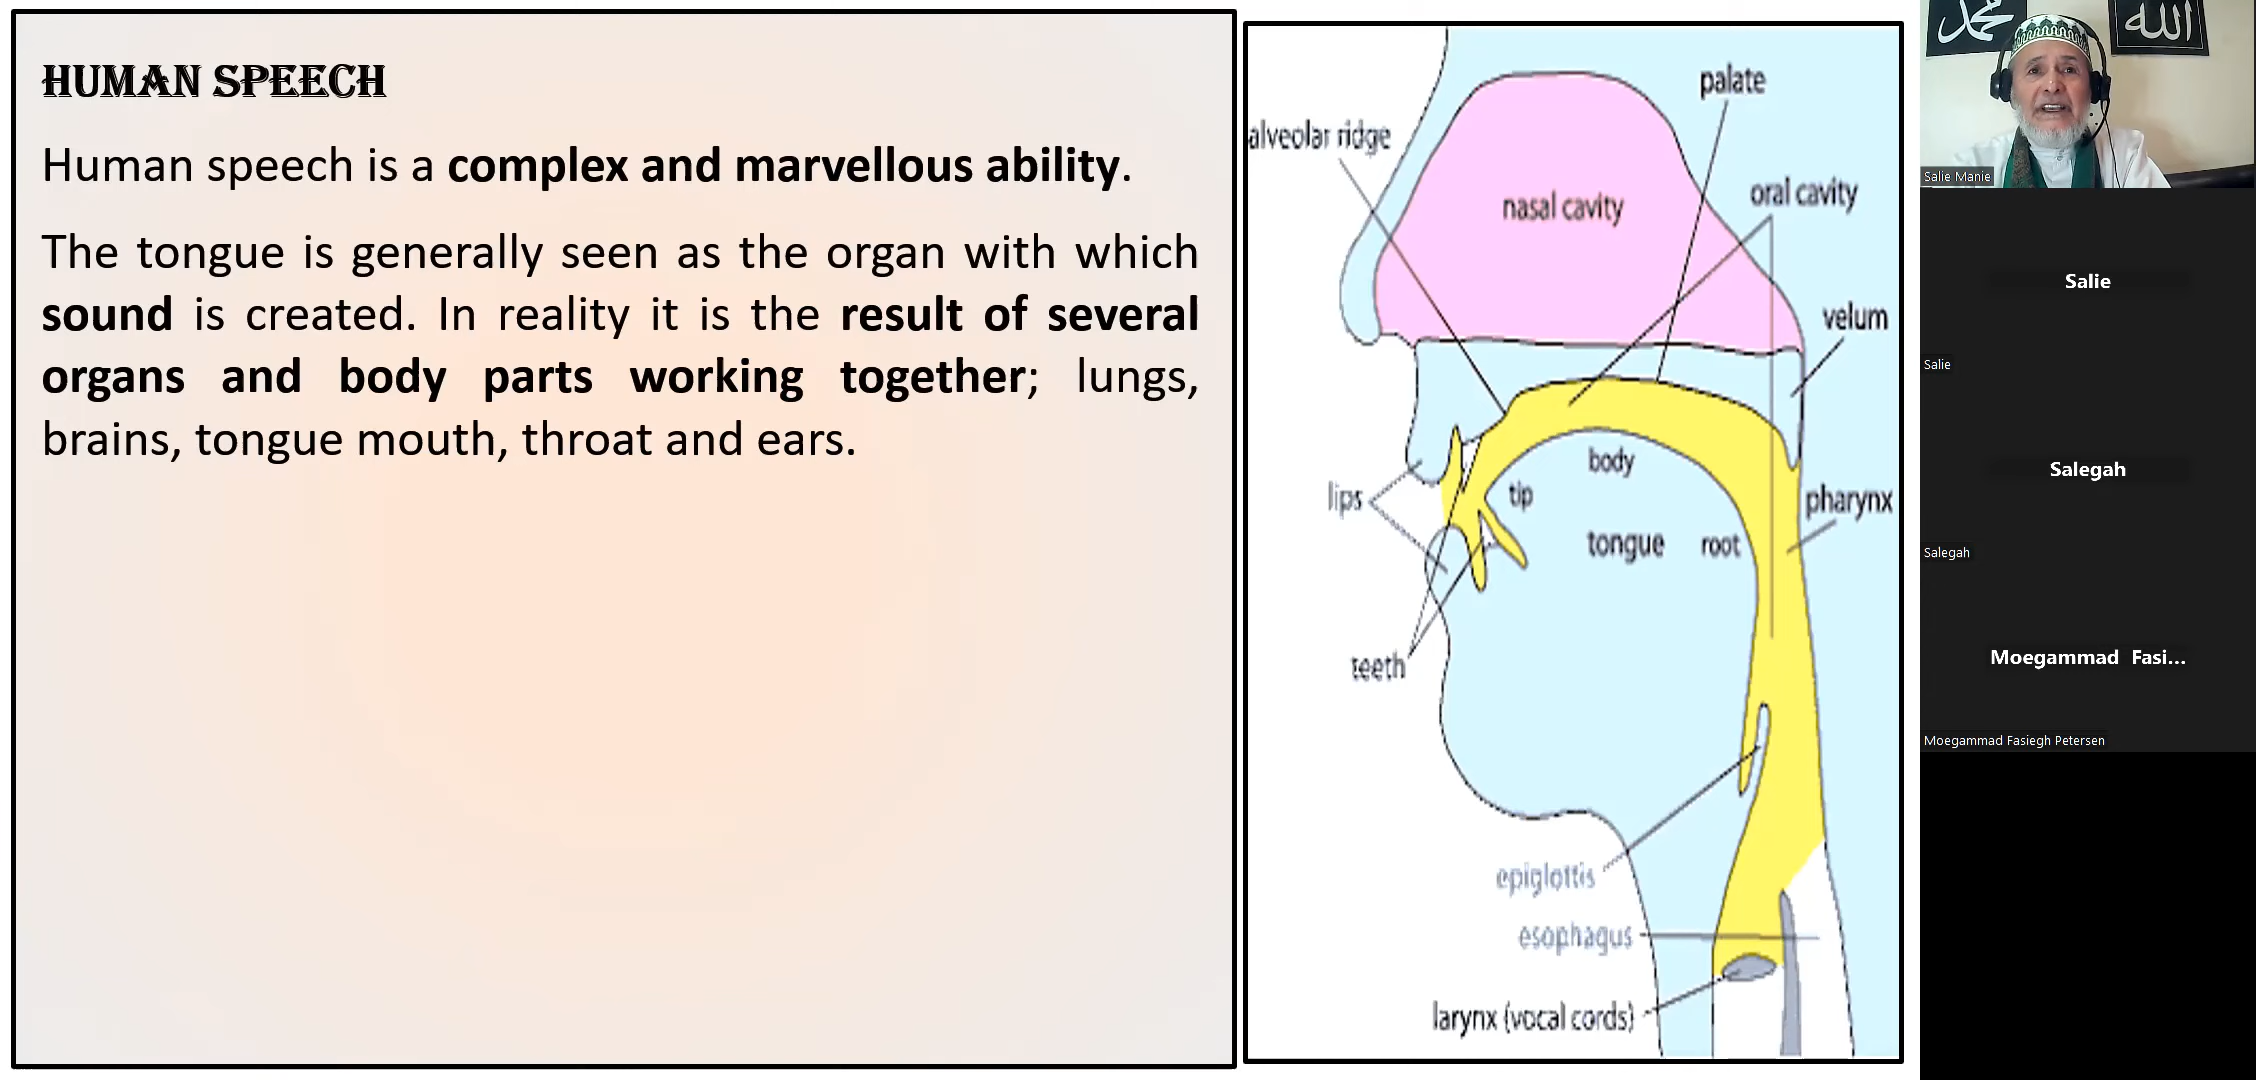 HUMAN SPEECH
Human speech is a complex and marvellous ability.
The tongue is generally seen as the organ with which
sound is created. In reality it is the result of several
organs and body parts working together; lungs,
brains, tongue mouth, throat and ears.
palate
alveolar ridge
oral cavity
nasal cavity
velum
body
lips
tip
pharynx
tongue
root
teeth
epiglottis
esophagus
larynx (vocal cords)
محمد
الله
Salie Manie
Salie
Salie
Salegah
Salegah
Moegammad Fasi...
Moegammad Fasiegh Petersen